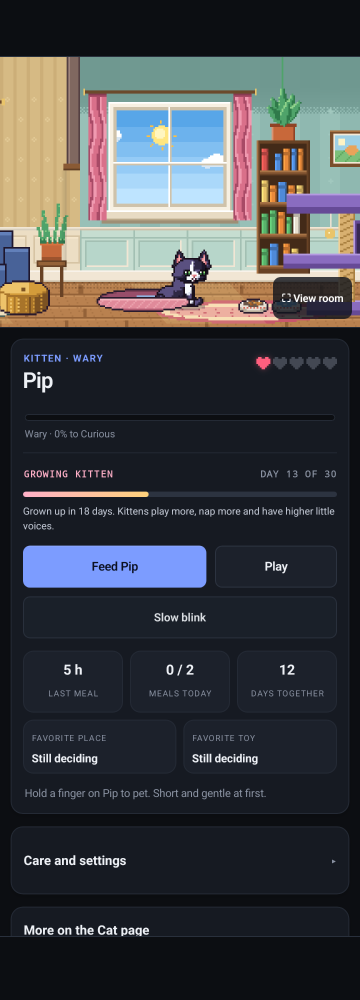 View room
KITTEN · WARY
Pip
Wary · 0% to Curious
GROWING KITTEN
DAY 13 OF 30
Grown up in 18 days. Kittens play more, nap more and have higher little
voices.
Feed Pip
Play
Slow blink
5 h
LAST MEAL
0 / 2
MEALS TODAY
12
DAYS TOGETHER
FAVORITE PLACE
Still deciding
FAVORITE TOY
Still deciding
Hold a finger on Pip to pet. Short and gentle at first.
Care and settings
More on the Cat page